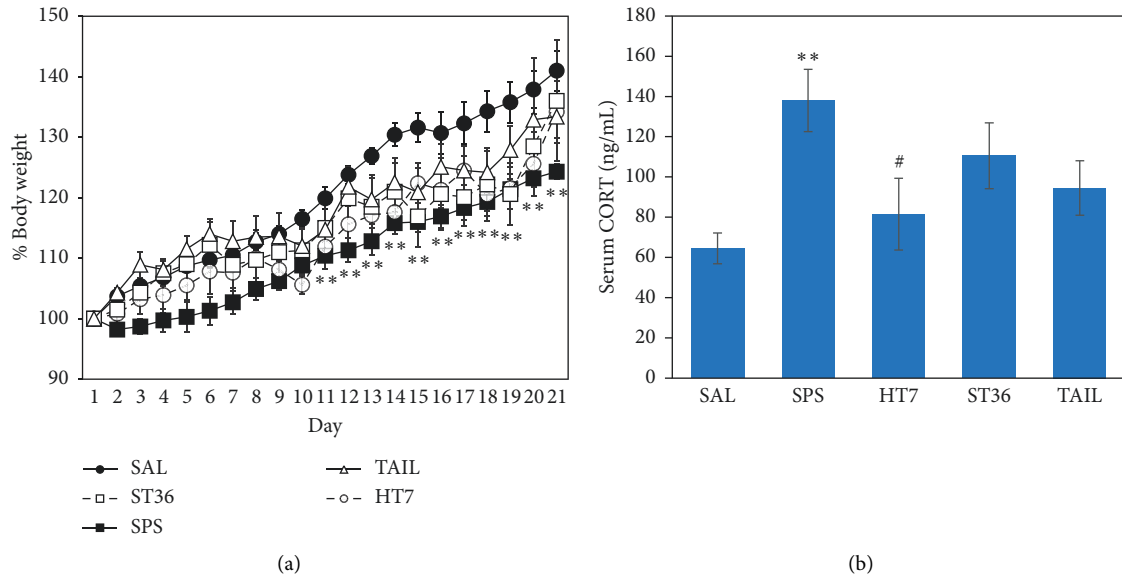 150
140
130
120
110
100
90
% Body weight
** ** ** ** ** ** ** ** ** ** **
1 2 3 4 5 6 7 8 9 10 11 12 13 14 15 16 17 18 19 20 21
Day
SAL
ST36
SPS
TAIL
HT7
(a)
180
160
140
120
100
80
60
40
20
0
Serum CORT (ng/mL)
**
#
SAL SPS HT7 ST36 TAIL
(b)